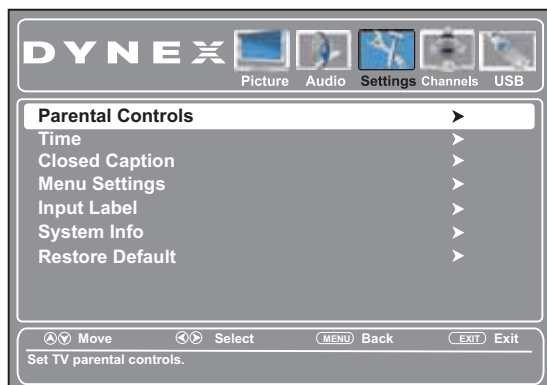 DYNEX
Picture Audio Settings Channels USB
Parental Controls
Time
Closed Caption
Menu Settings
Input Label
System Info
Restore Default
Move Select MENU Back EXIT Exit
Set TV parental controls.